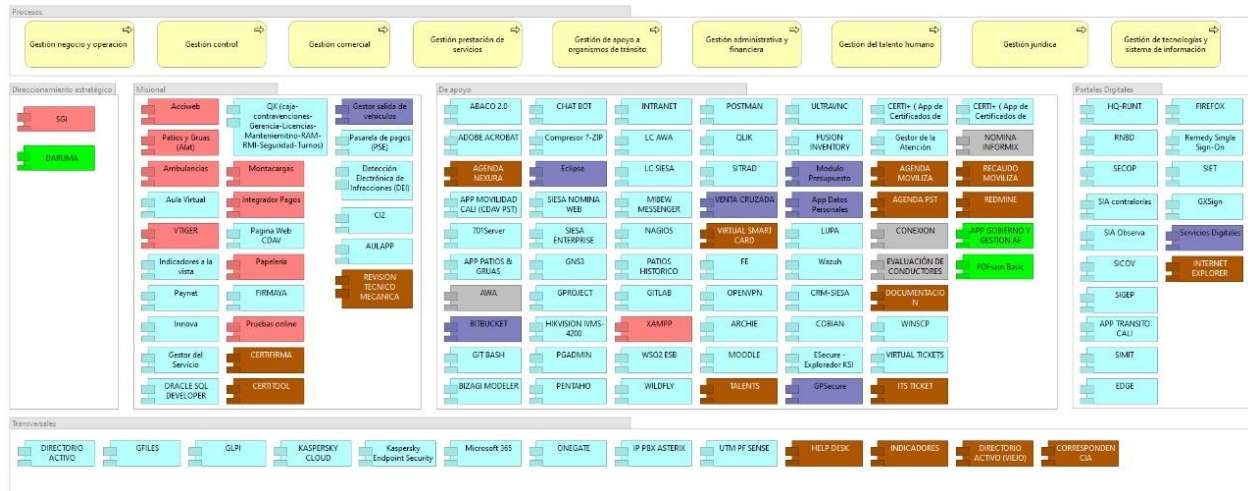 Procesos
Gestión negocio y operación
Gestión control
Gestión comercial
Gestión prestación de
servicios
Gestión de apoyo a
organismos de tránsito
Gestión administrativa y
financiera
Gestión del talento humano
Gestión jurídica
Gestión de tecnologías y
sistema de información
Direccionamiento estratégico
SGI
DARUMA
Misional
Acciweb
Patios y Gruas
(Alat)
Ambulancias
Aula Virtual
VTIGER
Indicadores a la
vista
Paynet
Innova
Gestor del
Servicio
ORACLE SQL
DEVELOPER
QX (caja-
contravenciones-
Gerencia-Licencias-
Manteniemitno-RAM-
RMI-Seguridad-Turnos)
Montacargas
Integrador Pagos
Pagina Web
CDAV
Papelería
FIRMAYA
Pruebas online
CERTIFIRMA
CERTITOOL
Gestor salida de
vehiculos
Pasarela de pagos
(PSE)
Detección
Electrónica de
Infracciones (DEI)
CI2
AULAPP
REVISION
TECNICO
MECANICA
De apoyo
ABACO 2.0
ADOBE ACROBAT
AGENDA
NEXURA
APP MOVILIDAD
CALI (CDAV PST)
701Server
APP PATIOS &
GRUAS
AWA
BITBUCKET
GIT BASH
BIZAGI MODELER
CHAT BOT
Compresor 7-ZIP
Eclipse
SIESA NOMINA
WEB
SIESA
ENTERPRISE
GNS3
GPROJECT
HIKVISION IVMS-
4200
PGADMIN
PENTAHO
INTRANET
LC AWA
LC SIESA
MIBEW
MESSENGER
NAGIOS
PATIOS
HISTORICO
GITLAB
XAMPP
WSO2 ESB
WILDFLY
POSTMAN
QLIK
SITRAD
VENTA CRUZADA
VIRTUAL SMART
CARD
FE
OPENVPN
ARCHIE
MOODLE
TALENTS
ULTRAVNC
FUSION
INVENTORY
Modulo
Presupuesto
App Datos
Personales
LUPA
Wazuh
CRM-SIESA
COBIAN
ESecure -
Explorador KSI
GPSecure
CERTI+ ( App de
Certificados de
Gestor de la
Atención
AGENDA
MOVILIZA
AGENDA PST
CONEXION
EVALUACIÓN DE
CONDUCTORES
DOCUMENTACIO
N
WINSCP
VIRTUAL TICKETS
ITS TICKET
CERTI+ ( App de
Certificados de
NOMINA
INFORMIX
RECAUDO
MOVILIZA
REDMINE
APP GOBIERNO Y
GESTION AE
PDFsam Basic
Portales Digitales
HQ-RUNT
RNBD
SECOP
SIA contralorías
SIA Observa
SICOV
SIGEP
APP TRANSITO
CALI
SIMIT
EDGE
FIREFOX
Remedy Single
Sign-On
SIET
GXSign
Servicios Digitales
INTERNET
EXPLORER
Transversales
DIRECTORIO
ACTIVO
GFILES
GLPI
KASPERSKY
CLOUD
Kaspersky
Endpoint Security
Microsoft 365
ONEGATE
IP PBX ASTERIX
UTM PF SENSE
HELP DESK
INDICADORES
DIRECTORIO
ACTIVO (VIEJO)
CORRESPONDEN
CIA